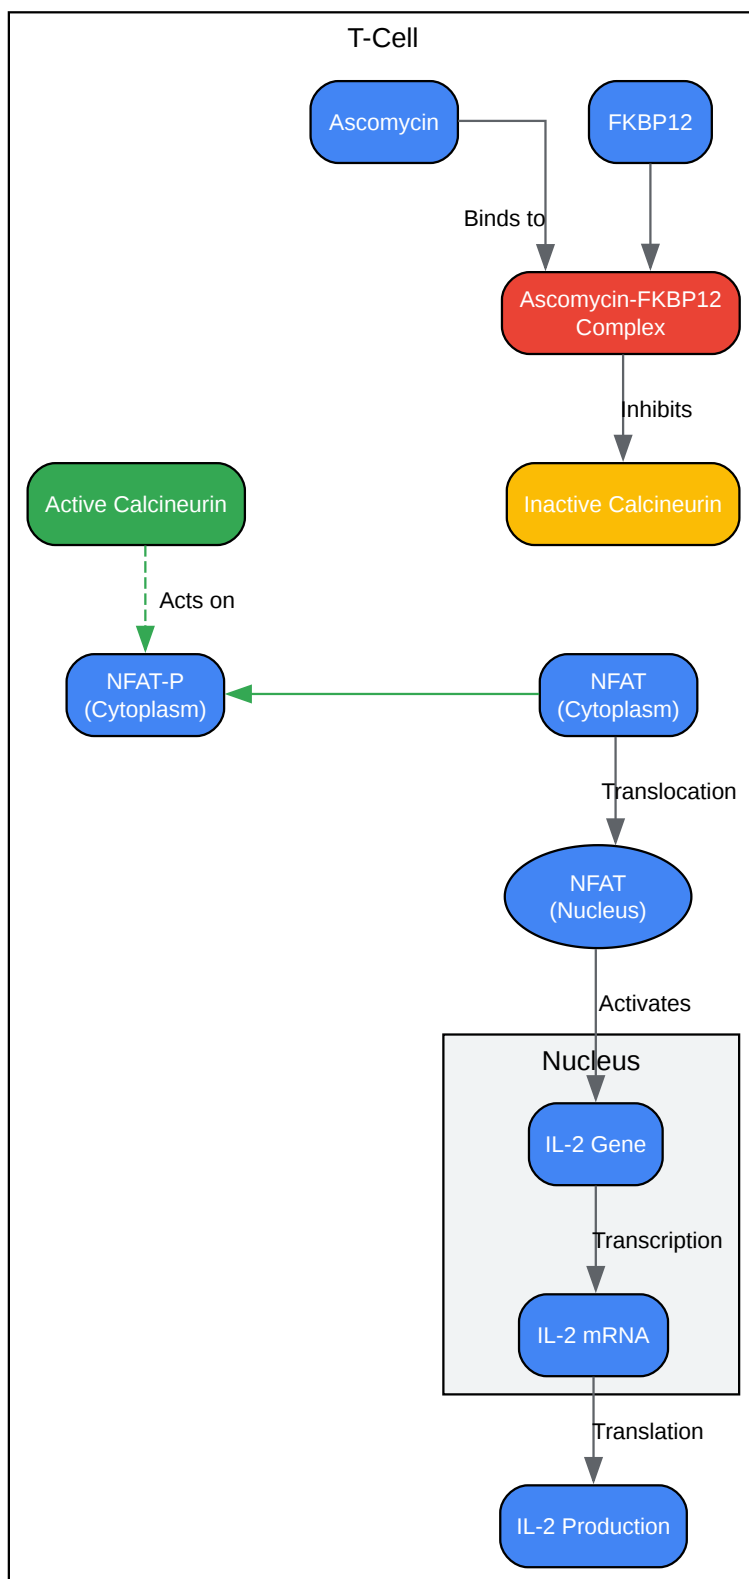 T-Cell
Ascomycin
FKBP12
Binds to
Ascomycin-FKBP12
Complex
Inhibits
Active Calcineurin
Inactive Calcineurin
Acts on
NFAT-P
(Cytoplasm)
NFAT
(Cytoplasm)
Translocation
NFAT
(Nucleus)
Activates
Nucleus
IL-2 Gene
Transcription
IL-2 mRNA
Translation
IL-2 Production